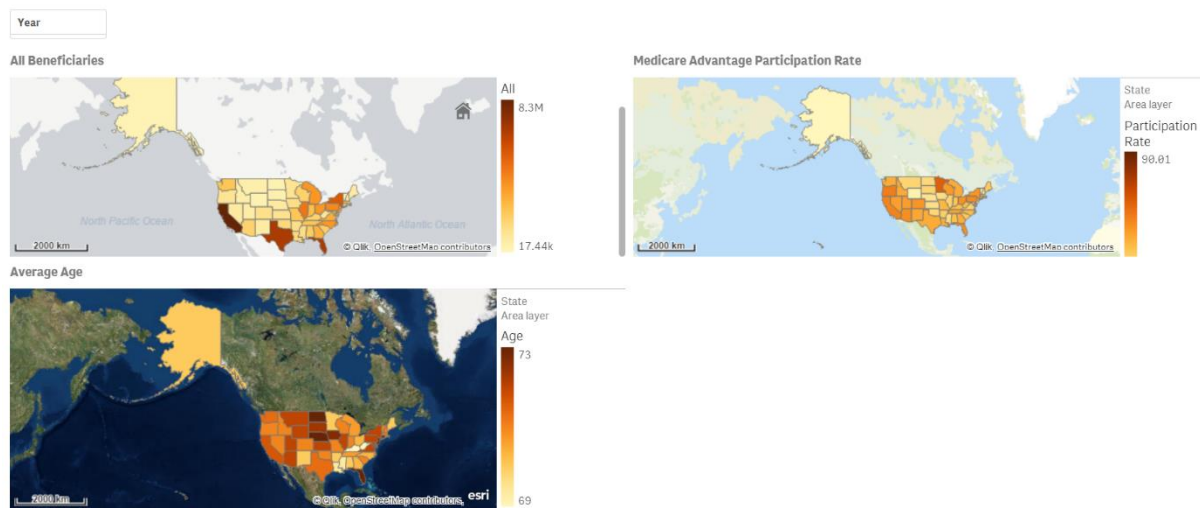 Year
All Beneficiaries
All
8.3M
17.44k
North Pacific Ocean
North Atlantic Ocean
2000 km
© Qlik, OpenStreetMap contributors
Medicare Advantage Participation Rate
State
Area layer
Participation
Rate
90.01
2000 km
© Qlik, OpenStreetMap contributors
Average Age
State
Area layer
Age
73
69
2000 km
© Qlik, OpenStreetMap contributors,
esri